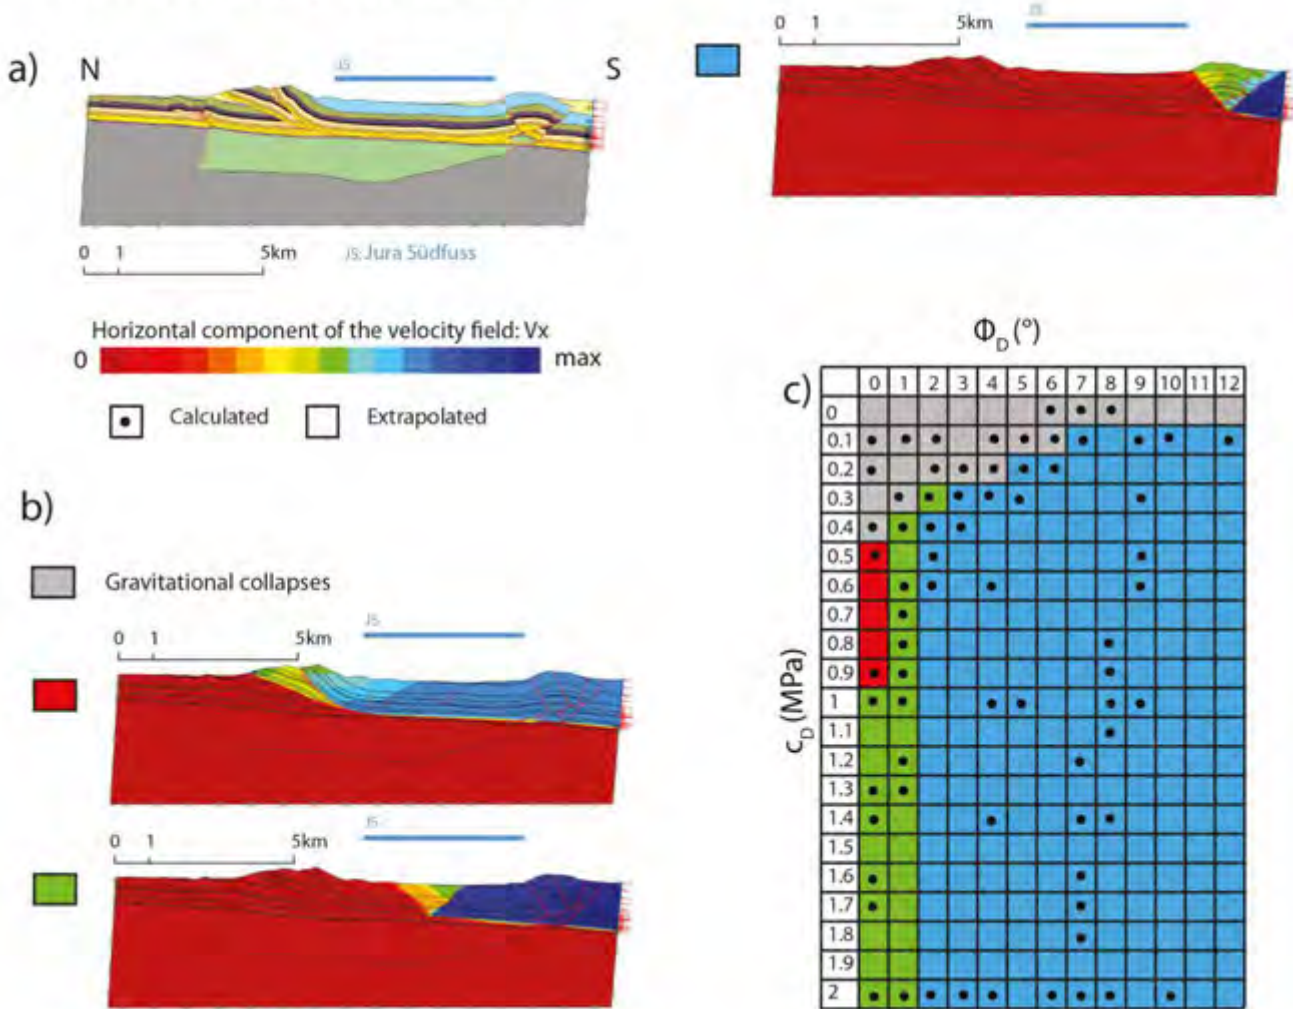 a) N S
JS
0 1 5km
JS: Jura Südfuss
Horizontal component of the velocity field: Vx
0 max
Calculated Extrapolated
b)
Gravitational collapses
JS
0 1 5km
JS
0 1 5km
JS
0 1 5km
Φ_D (°)
c)
0 1 2 3 4 5 6 7 8 9 10 11 12
c_D (MPa)
0
0.1
0.2
0.3
0.4
0.5
0.6
0.7
0.8
0.9
1
1.1
1.2
1.3
1.4
1.5
1.6
1.7
1.8
1.9
2